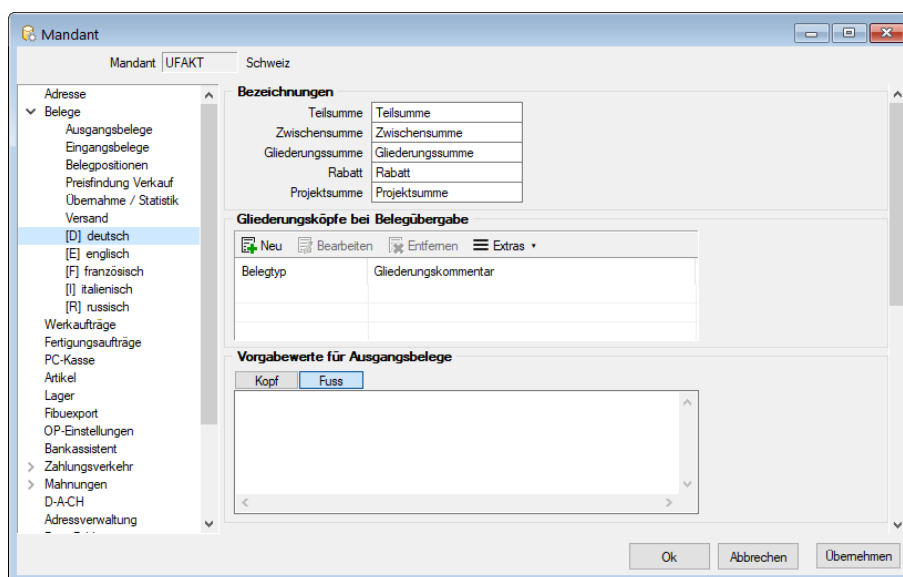 Mandant
Mandant UFAKT Schweiz
Adresse
Belege
Ausgangsbelege
Eingangsbelege
Belegpositionen
Preisfindung Verkauf
Übernahme / Statistik
Versand
[D] deutsch
[E] englisch
[F] französisch
[I] italienisch
[R] russisch
Werkaufträge
Fertigungsaufträge
PC-Kasse
Artikel
Lager
Fibuexport
OP-Einstellungen
Bankassistent
Zahlungsverkehr
Mahnungen
D-A-CH
Adressverwaltung
Bezeichnungen
Teilsumme Teilsumme
Zwischensumme Zwischensumme
Gliederungssumme Gliederungssumme
Rabatt Rabatt
Projektsumme Projektsumme
Gliederungsköpfe bei Belegübergabe
Neu Bearbeiten Entfernen Extras
Belegtyp Gliederungskommentar
Vorgabewerte für Ausgangsbelege
Kopf Fuss
Ok Abbrechen Übernehmen